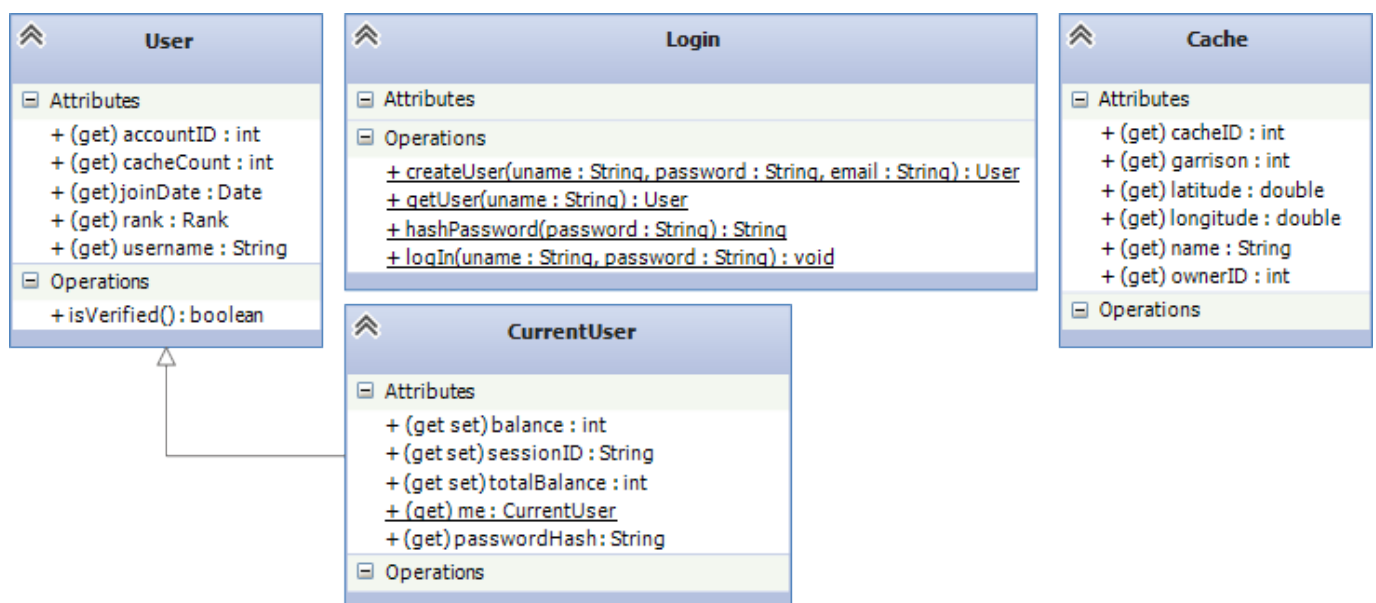 User
Attributes
+ (get) accountID : int
+ (get) cacheCount : int
+ (get)joinDate : Date
+ (get) rank : Rank
+ (get) username : String
Operations
+isVerified(): boolean
Login
Attributes
Operations
+ createUser(uname : String, password : String, email : String) : User
+ getUser(uname : String) : User
+ hashPassword(password : String) : String
+ logIn(uname : String, password : String) : void
Cache
Attributes
+ (get) cacheID : int
+ (get) garrison : int
+ (get) latitude : double
+ (get) longitude : double
+ (get) name : String
+ (get) ownerID : int
Operations
CurrentUser
Attributes
+ (get set) balance : int
+ (get set) sessionID : String
+ (get set) totalBalance : int
+ (get) me : CurrentUser
+ (get) passwordHash: String
Operations